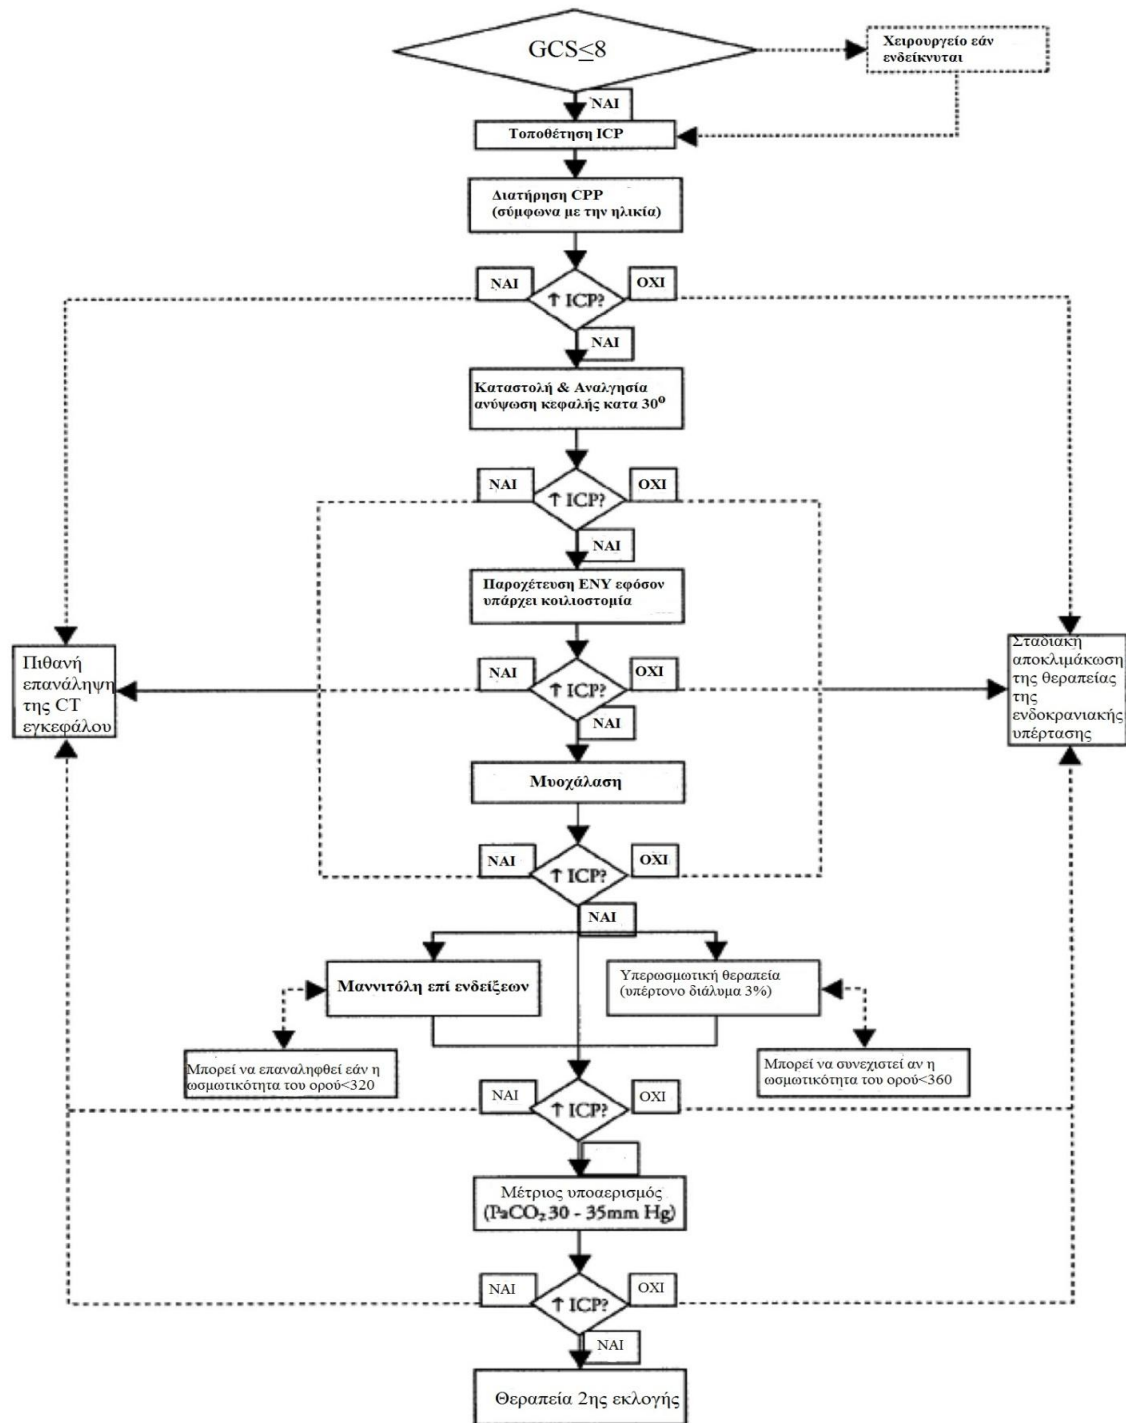 GCS≤8
Χειρουργείο εάν
ενδείκνυται
ΝΑΙ
Τοποθέτηση ICP
Διατήρηση CPP
(σύμφωνα με την ηλικία)
ΝΑΙ
↑ ICP?
ΟΧΙ
ΝΑΙ
Καταστολή & Αναλγησία
ανύψωση κεφαλής κατα 30⁰
ΝΑΙ
↑ ICP?
ΟΧΙ
ΝΑΙ
Παροχέτευση ΕΝΥ εφόσον
υπάρχει κοιλιοστομία
Πιθανή
επανάληψη
της CT
εγκεφάλου
ΝΑΙ
↑ ICP?
ΟΧΙ
Σταδιακή
αποκλιμάκωση
της θεραπείας
της
ενδοκρανιακής
υπέρτασης
ΝΑΙ
Μυοχάλαση
ΝΑΙ
↑ ICP?
ΟΧΙ
ΝΑΙ
Μαννιτόλη επί ενδείξεων
Υπερωσμωτική θεραπεία
(υπέρτονο διάλυμα 3%)
Μπορεί να επαναληφθεί εάν η
ωσμωτικότητα του ορού<320
Μπορεί να συνεχιστεί αν η
ωσμωτικότητα του ορού<360
ΝΑΙ
↑ ICP?
ΟΧΙ
Μέτριος υποαερισμός
(PaCO₂ 30 - 35mm Hg)
ΝΑΙ
↑ ICP?
ΟΧΙ
ΝΑΙ
Θεραπεία 2ης εκλογής